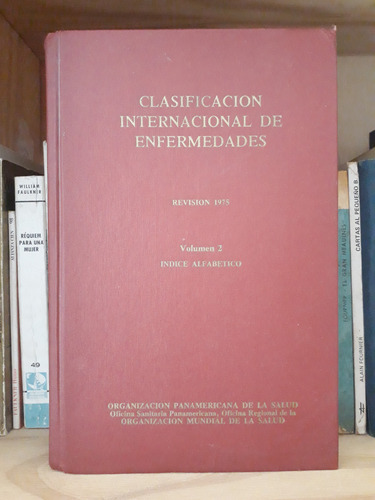 CLASIFICACION
INTERNACIONAL DE
ENFERMEDADES
REVISION 1975
Volumen 2
INDICE ALFABETICO
ORGANIZACION PANAMERICANA DE LA SALUD
Oficina Sanitaria Panamericana, Oficina Regional de la
ORGANIZACION MUNDIAL DE LA SALUD
WILLIAM
FAULKNER
RÉQUIEM
PARA UNA
MUJER
49
EL GRAN MEAULNES
ALAIN FOURNIER
CARTAS AL PEQUEÑO B.